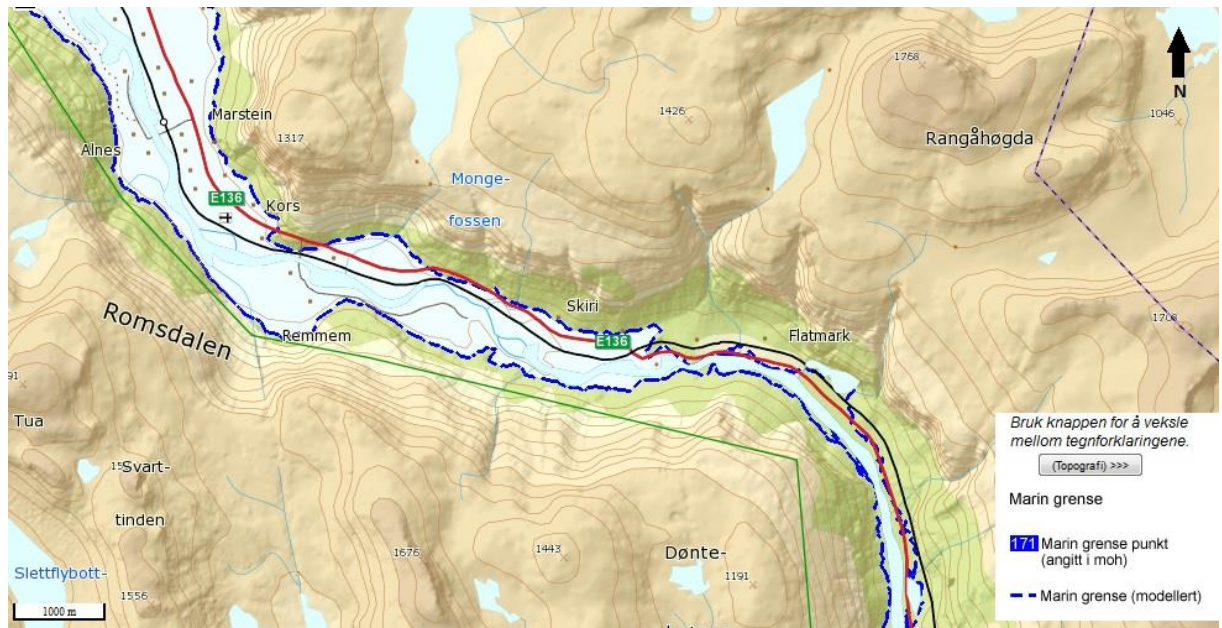 1768
N
1426
1046
Marstein
1317
Rangåhøgda
Alnes
Monge-
fossen
E136
Kors
Skiri
Romsdalen
Remmem
E136
Flatmark
Tua
Svart-
tinden
1676
1443
Dønte-
1191
Slettflybott-
1556
1000 m
Bruk knappen for å veksle
mellom tegnforklaringene.
(Topografi) >>>
Marin grense
171 Marin grense punkt
(angitt i moh)
Marin grense (modellert)